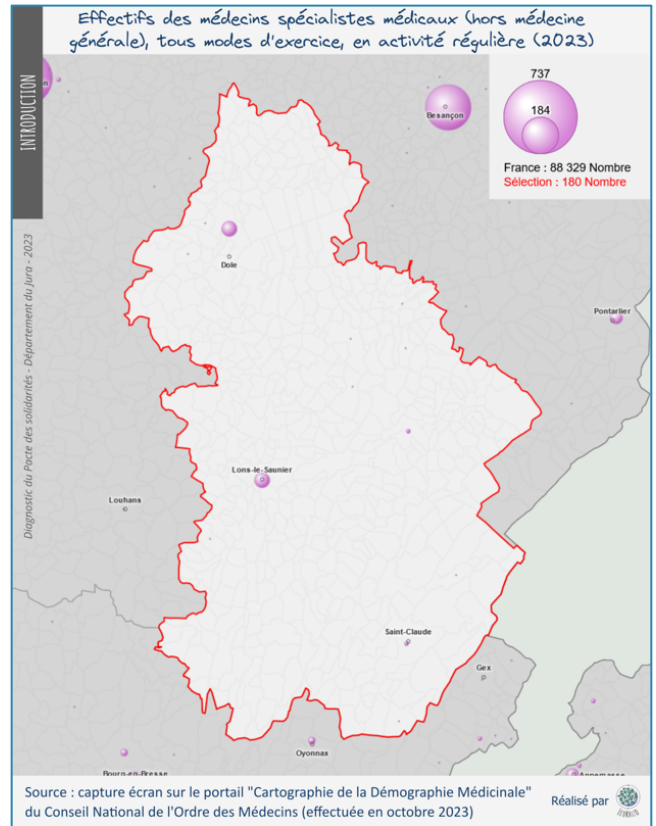 Effectifs des médecins spécialistes médicaux (hors médecine
générale), tous modes d'exercice, en activité régulière (2023)
INTRODUCTION
Diagnostic du Pacte des solidarités - Département du Jura - 2023
737
184
France : 88 329 Nombre
Sélection : 180 Nombre
Besançon
Dole
Pontarlier
Lons-le-Saunier
Louhans
Saint-Claude
Gex
Oyonnax
Bourg-en-Bresse
Annemasse
Source : capture écran sur le portail "Cartographie de la Démographie Médicinale"
du Conseil National de l'Ordre des Médecins (effectuée en octobre 2023)
Réalisé par